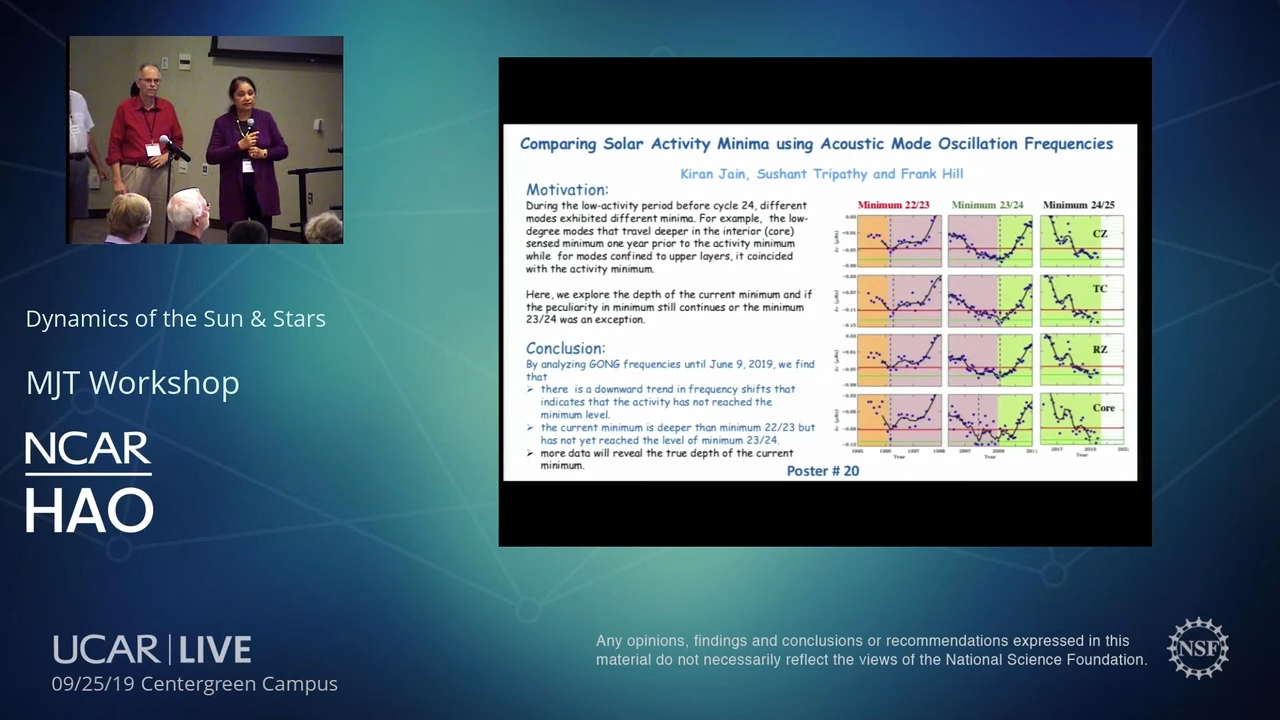 Dynamics of the Sun & Stars
MJT Workshop
NCAR
HAO
UCAR | LIVE
09/25/19 Centergreen Campus
Comparing Solar Activity Minima using Acoustic Mode Oscillation Frequencies
Kiran Jain, Sushant Tripathy and Frank Hill
Motivation:
During the low-activity period before cycle 24, different
modes exhibited different minima. For example, the low-
degree modes that travel deeper in the interior (core)
sensed minimum one year prior to the activity minimum
while for modes confined to upper layers, it coincided
with the activity minimum.
Here, we explore the depth of the current minimum and if
the peculiarity in minimum still continues or the minimum
23/24 was an exception.
Conclusion:
By analyzing GONG frequencies until June 9, 2019, we find
that
➢ there is a downward trend in frequency shifts that
indicates that the activity has not reached the
minimum level.
➢ the current minimum is deeper than minimum 22/23 but
has not yet reached the level of minimum 23/24.
➢ more data will reveal the true depth of the current
minimum.
Minimum 22/23 Minimum 23/24 Minimum 24/25
CZ
TC
RZ
Core
Year Year Year
Poster # 20
Any opinions, findings and conclusions or recommendations expressed in this
material do not necessarily reflect the views of the National Science Foundation.
NSF